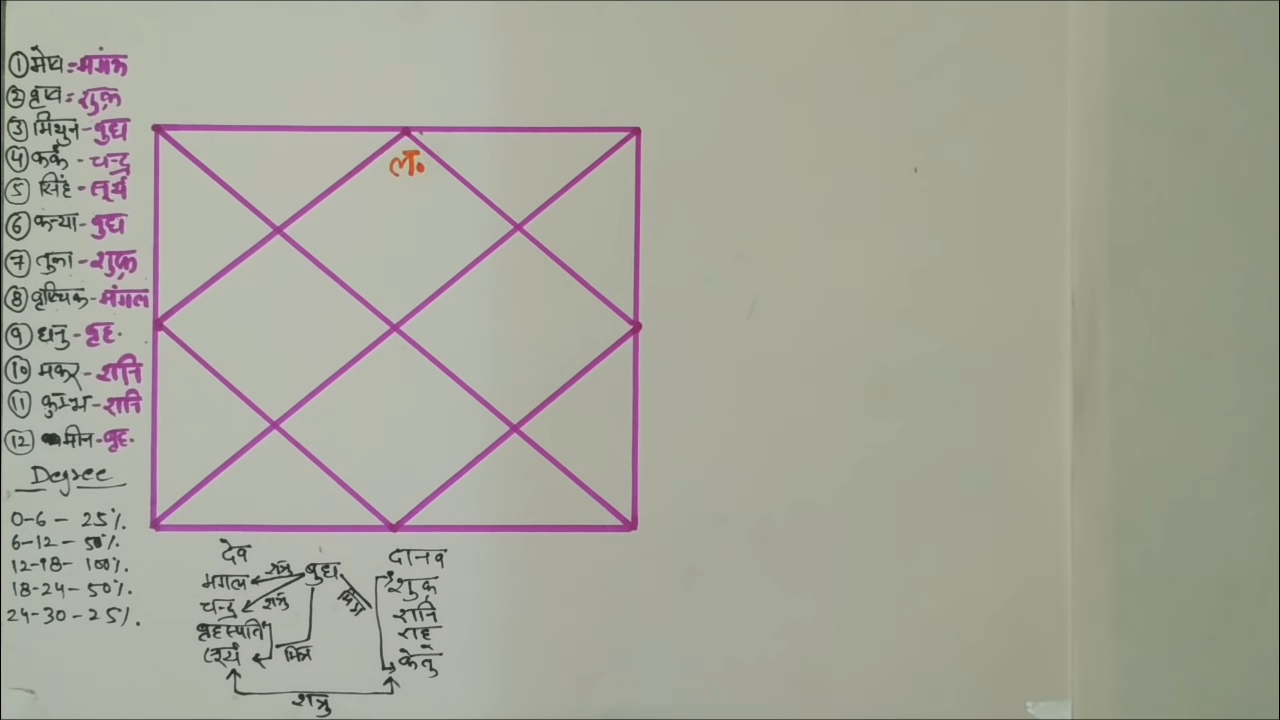 ① मेष = मंगल
② वृष = शुक्र
③ मिथुन - बुध
④ कर्क - चन्द्र
⑤ सिंह - सूर्य
⑥ कन्या - बुध
⑦ तुला - शुक्र
⑧ वृश्चिक - मंगल
⑨ धनु - बृह.
⑩ मकर - शनि
⑪ कुम्भ - शनि
⑫ मीन - बृह.
Degree
0-6 - 25%.
6-12 - 50%.
12-18 - 100%.
18-24 - 50%.
24-30 - 25%.
ल.
देव
मंगल
चन्द्र
बृहस्पति
सूर्य
शत्रु
शत्रु
बुध
मित्र
मित्र
दानव
शुक्र
शनि
राहू
केतु
शत्रु